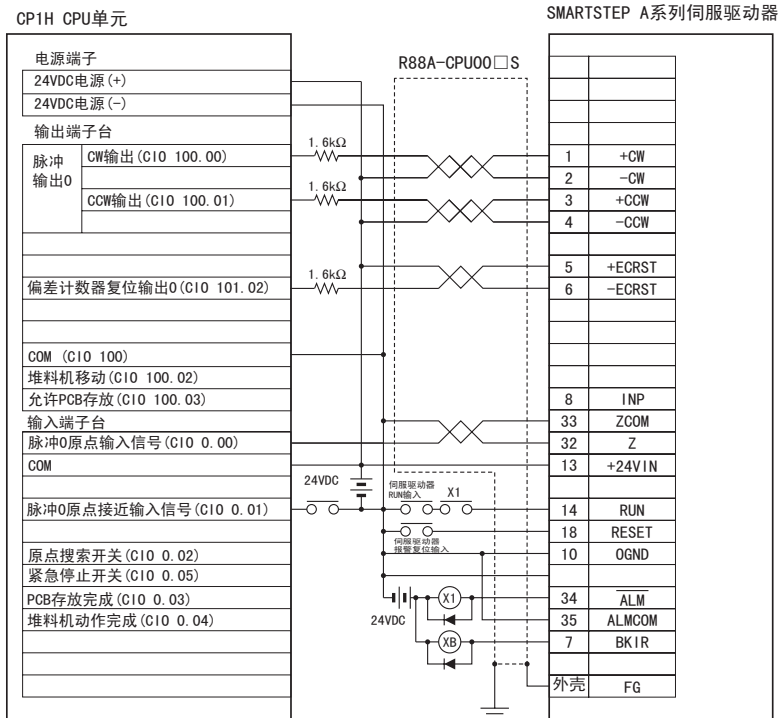 CP1H CPU单元
SMARTSTEP A系列伺服驱动器
R88A-CPU00□S
电源端子
24VDC电源(+)
24VDC电源(-)
输出端子台
脉冲
输出0
CW输出(CIO 100.00)
1.6kΩ
CCW输出(CIO 100.01)
1.6kΩ
偏差计数器复位输出0(CIO 101.02)
1.6kΩ
COM (CIO 100)
堆料机移动(CIO 100.02)
允许PCB存放(CIO 100.03)
输入端子台
脉冲0原点输入信号(CIO 0.00)
COM
24VDC
脉冲0原点接近输入信号(CIO 0.01)
原点搜索开关(CIO 0.02)
紧急停止开关(CIO 0.05)
PCB存放完成(CIO 0.03)
堆料机动作完成(CIO 0.04)
伺服驱动器
RUN输入
X1
伺服驱动器
报警复位输入
24VDC
X1
XB
1 +CW
2 -CW
3 +CCW
4 -CCW
5 +ECRST
6 -ECRST
8 INP
33 ZCOM
32 Z
13 +24VIN
14 RUN
18 RESET
10 OGND
34 ALM
35 ALMCOM
7 BKIR
外壳 FG